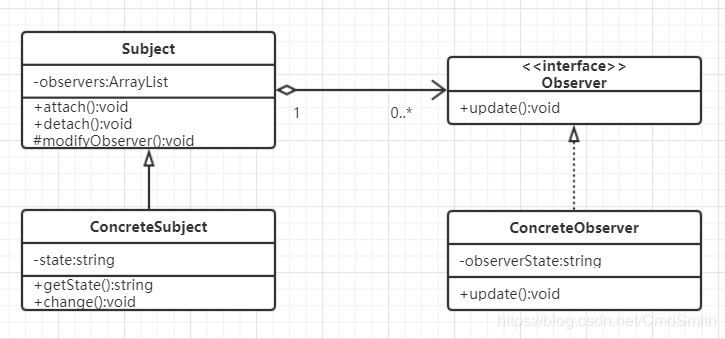 Subject
-observers:ArrayList
+attach():void
+detach():void
#modifyObserver():void
1
0..*
<<interface>>
Observer
+update():void
ConcreteSubject
-state:string
+getState():string
+change():void
ConcreteObserver
-observerState:string
+update():void
https://blog.csdn.net/CmdSmith